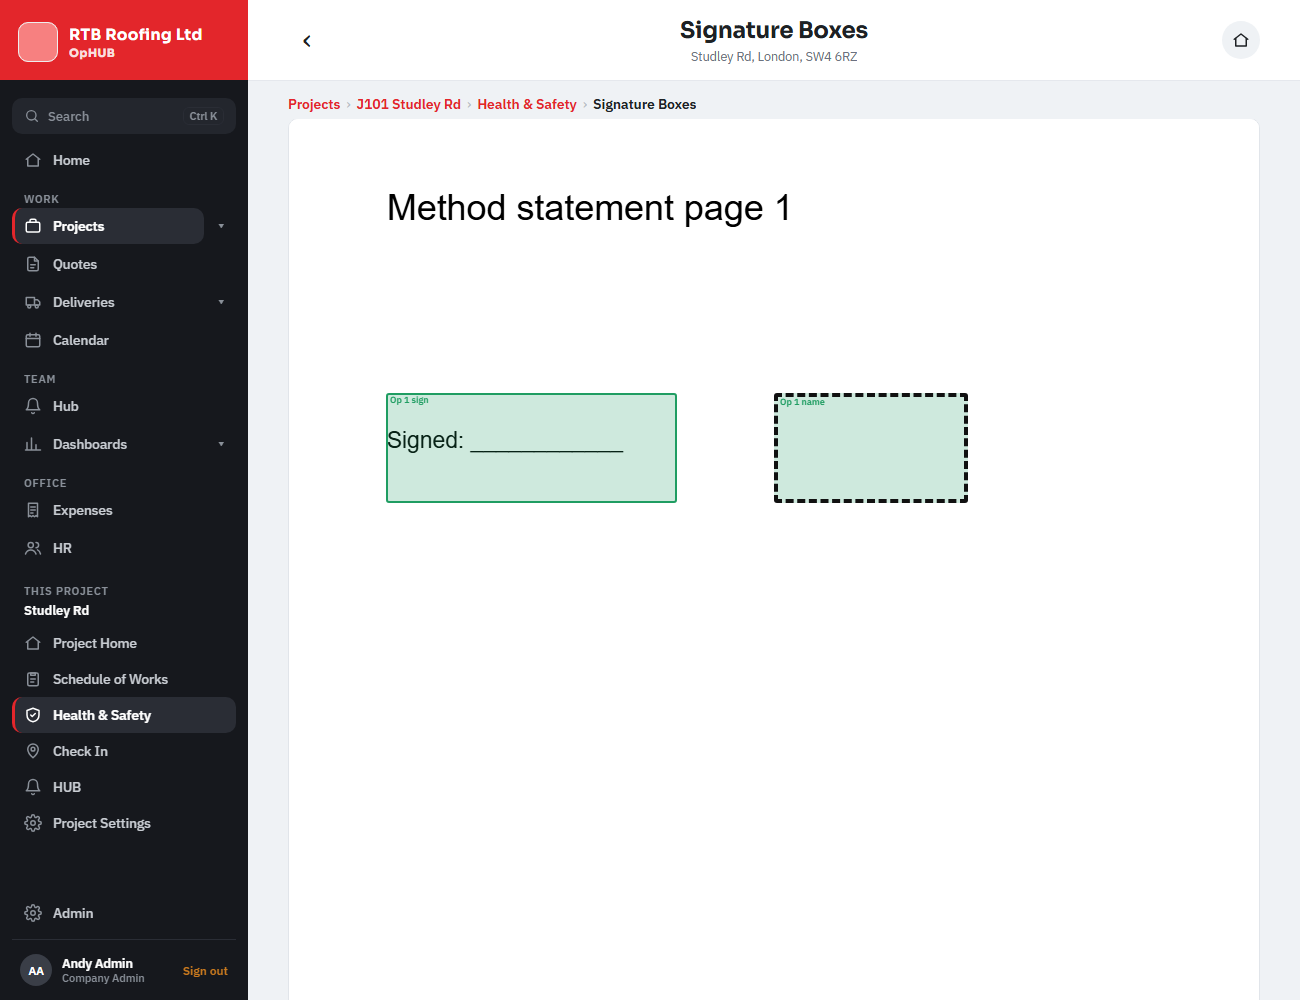 RTB Roofing Ltd
OpHUB
Search
Ctrl K
Home
WORK
Projects
Quotes
Deliveries
Calendar
TEAM
Hub
Dashboards
OFFICE
Expenses
HR
THIS PROJECT
Studley Rd
Project Home
Schedule of Works
Health & Safety
Check In
HUB
Project Settings
Admin
AA
Andy Admin
Company Admin
Sign out
Signature Boxes
Studley Rd, London, SW4 6RZ
Projects › J101 Studley Rd › Health & Safety › Signature Boxes
Method statement page 1
Op 1 sign
Signed: ____________
Op 1 name